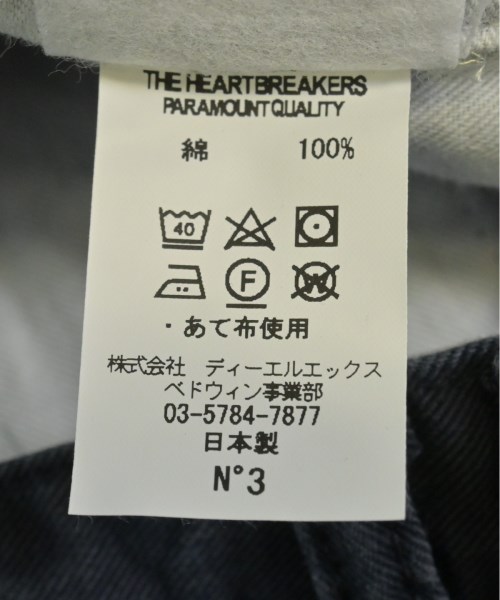 THE HEARTBREAKERS
PARAMOUNT QUALITY
綿 100%
40
F W
・あて布使用
株式会社 ディーエルエックス
ベドウィン事業部
03-5784-7877
日本製
N°3